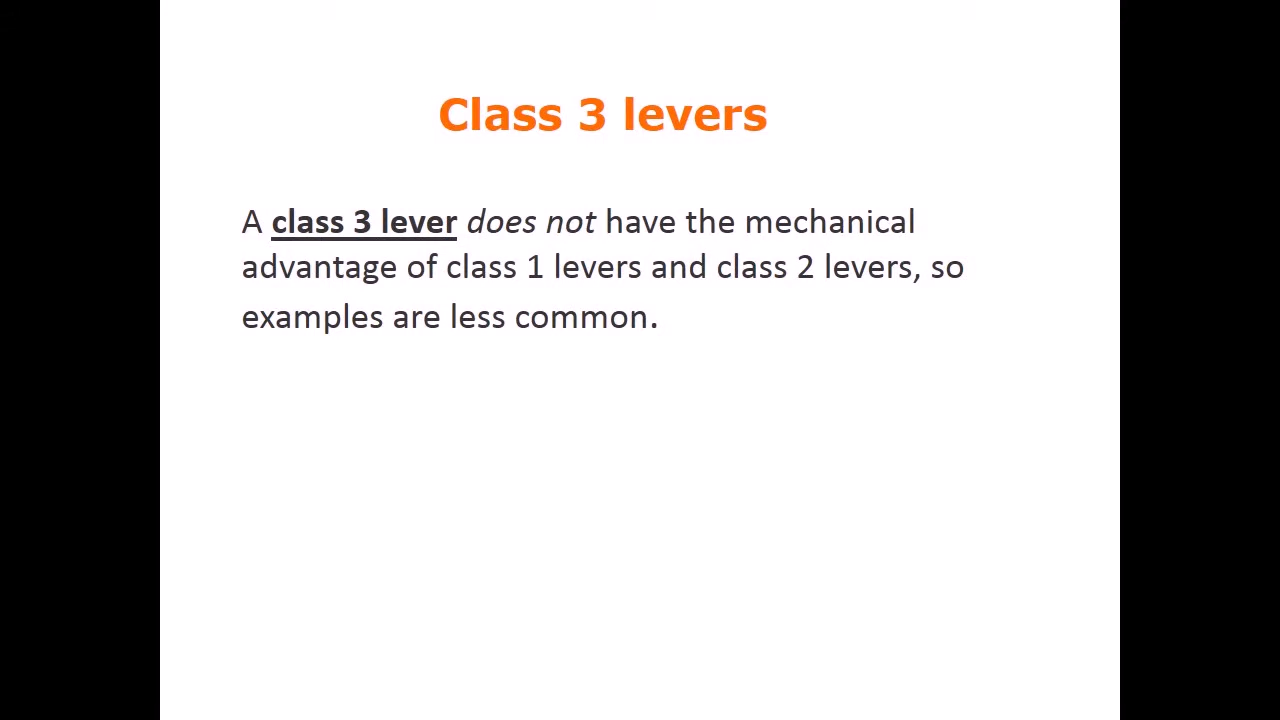 Class 3 levers
A class 3 lever does not have the mechanical
advantage of class 1 levers and class 2 levers, so
examples are less common.